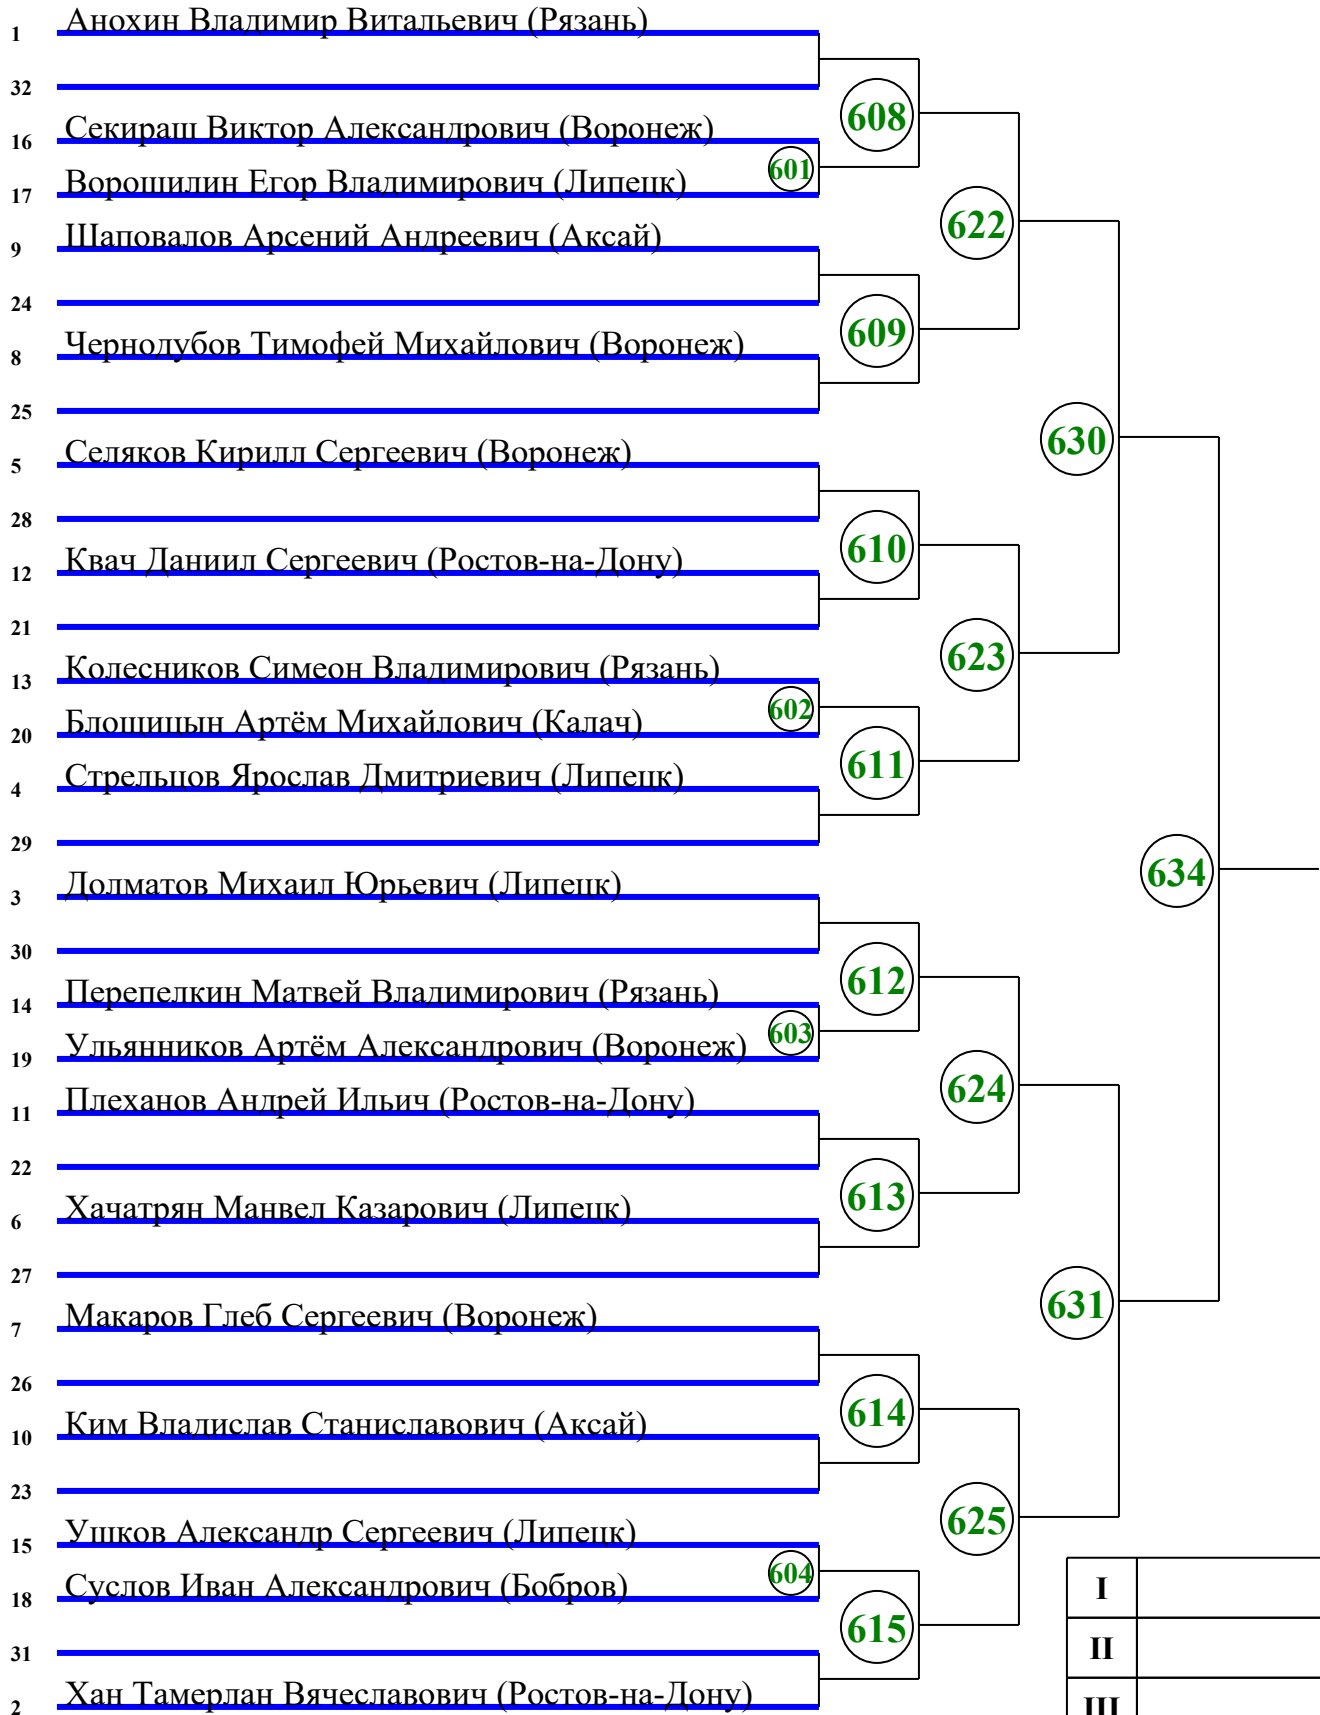 1 Анохин Владимир Витальевич (Рязань)
32
16 Секираш Виктор Александрович (Воронеж)
17 Ворошилин Егор Владимирович (Липецк)
9 Шаповалов Арсений Андреевич (Аксай)
24
8 Чернодубов Тимофей Михайлович (Воронеж)
25
5 Селяков Кирилл Сергеевич (Воронеж)
28
12 Квач Даниил Сергеевич (Ростов-на-Дону)
21
13 Колесников Симеон Владимирович (Рязань)
20 Блощицын Артём Михайлович (Калач)
4 Стрельцов Ярослав Дмитриевич (Липецк)
29
3 Долматов Михаил Юрьевич (Липецк)
30
14 Перепелкин Матвей Владимирович (Рязань)
19 Ульянников Артём Александрович (Воронеж)
11 Плеханов Андрей Ильич (Ростов-на-Дону)
22
6 Хачатрян Манвел Казарович (Липецк)
27
7 Макаров Глеб Сергеевич (Воронеж)
26
10 Ким Владислав Станиславович (Аксай)
23
15 Ушков Александр Сергеевич (Липецк)
18 Суслов Иван Александрович (Бобров)
31
2 Хан Тамерлан Вячеславович (Ростов-на-Дону)
601
602
603
604
608
609
610
611
612
613
614
615
622
623
624
625
630
631
634
I
II
III